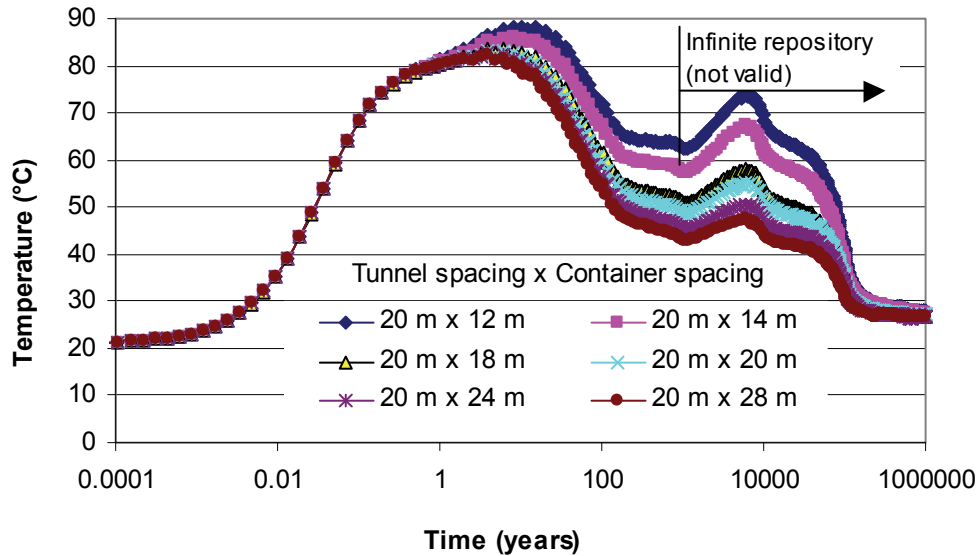 90
80
70
60
50
40
30
20
10
0
Temperature (°C)
Infinite repository
(not valid)
Tunnel spacing x Container spacing
20 m x 12 m
20 m x 14 m
20 m x 18 m
20 m x 20 m
20 m x 24 m
20 m x 28 m
0.0001 0.01 1 100 10000 1000000
Time (years)